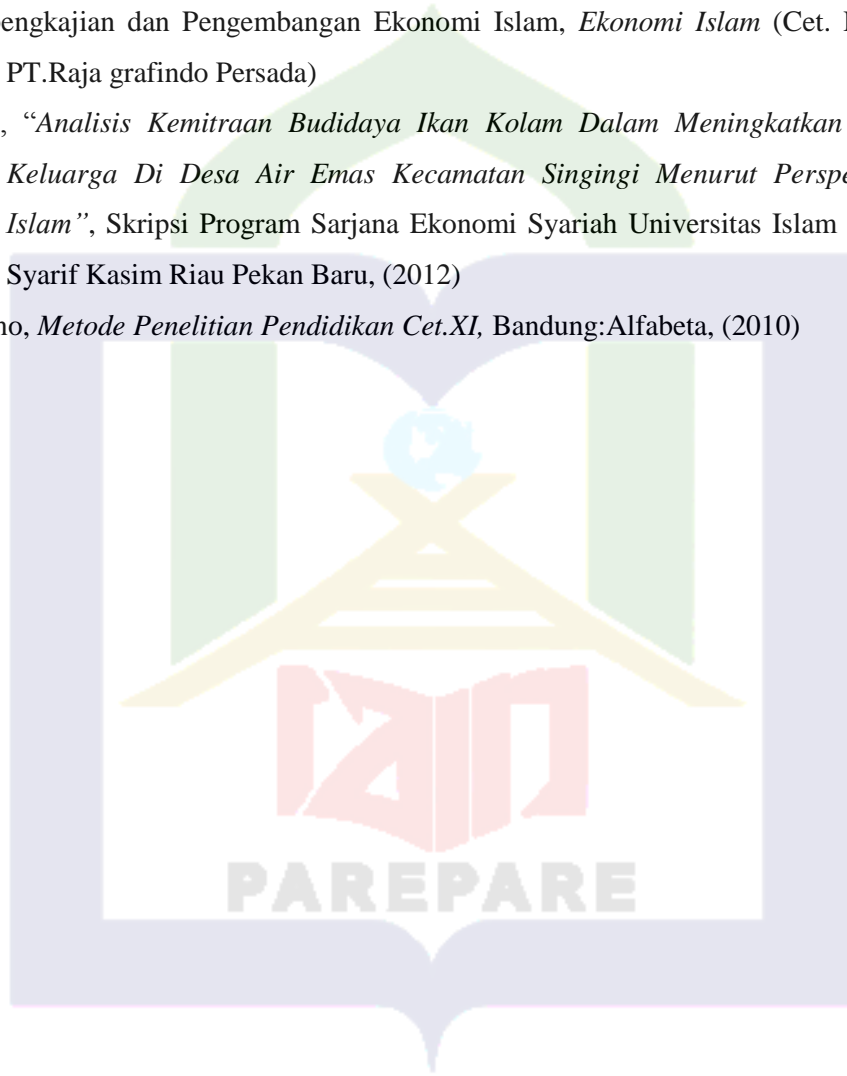 engkajian dan Pengembangan Ekonomi Islam, Ekonomi Islam (Cet.
PT.Raja grafindo Persada)
, “Analisis Kemitraan Budidaya Ikan Kolam Dalam Meningkatkan
Keluarga Di Desa Air Emas Kecamatan Singingi Menurut Perspe
Islam”, Skripsi Program Sarjana Ekonomi Syariah Universitas Islam
Syarif Kasim Riau Pekan Baru, (2012)
no, Metode Penelitian Pendidikan Cet.XI, Bandung:Alfabeta, (2010)
iain
PAREPARE